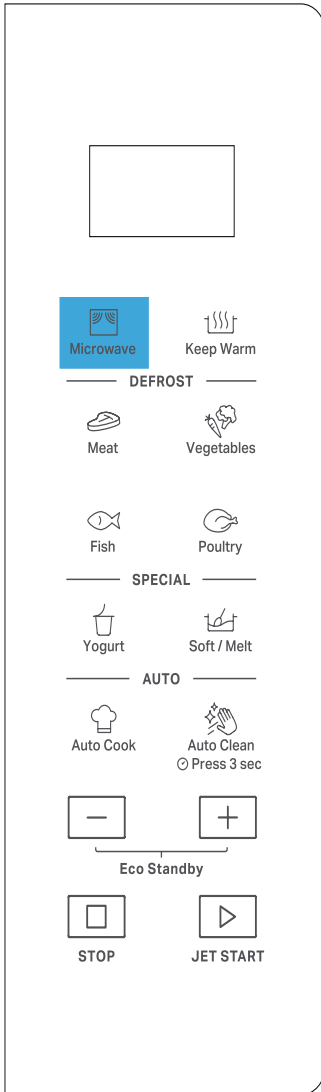 Microwave
Keep Warm
DEFROST
Meat
Vegetables
Fish
Poultry
SPECIAL
Yogurt
Soft / Melt
AUTO
Auto Cook
Auto Clean
Press 3 sec
Eco Standby
STOP
JET START